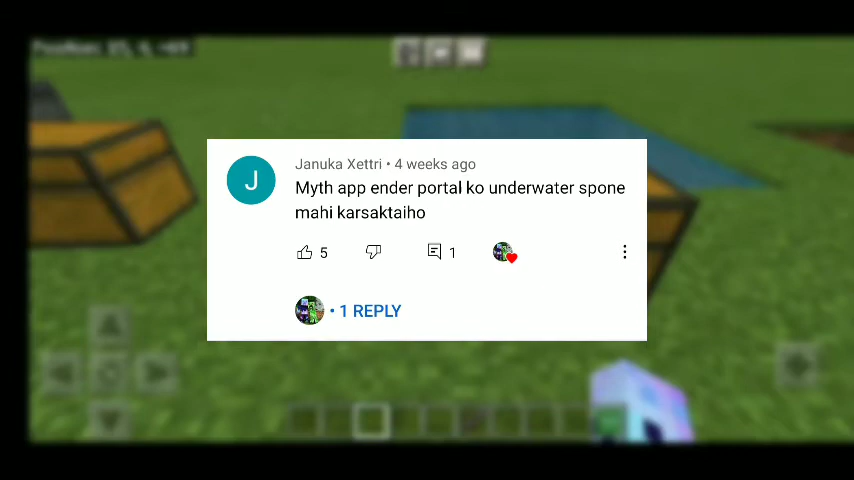 Januka Xettri • 4 weeks ago
Myth app ender portal ko underwater spone
mahi karsaktaiho
5
1
J
• 1 REPLY